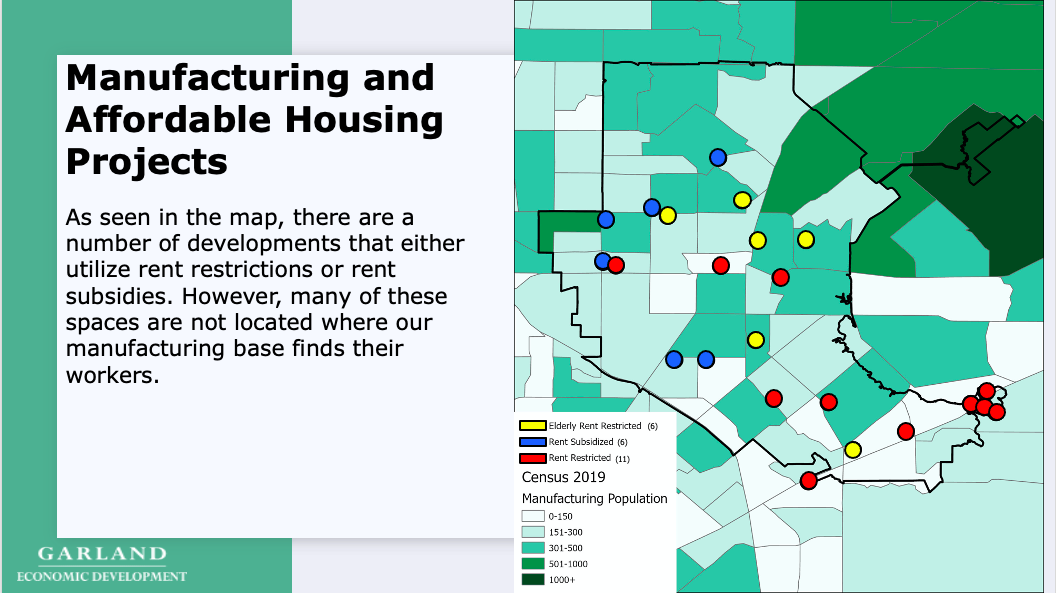 Manufacturing and
Affordable Housing
Projects
As seen in the map, there are a
number of developments that either
utilize rent restrictions or rent
subsidies. However, many of these
spaces are not located where our
manufacturing base finds their
workers.
GARLAND
ECONOMIC DEVELOPMENT
Elderly Rent Restricted (6)
Rent Subsidized (6)
Rent Restricted (11)
Census 2019
Manufacturing Population
0-150
151-300
301-500
501-1000
1000+